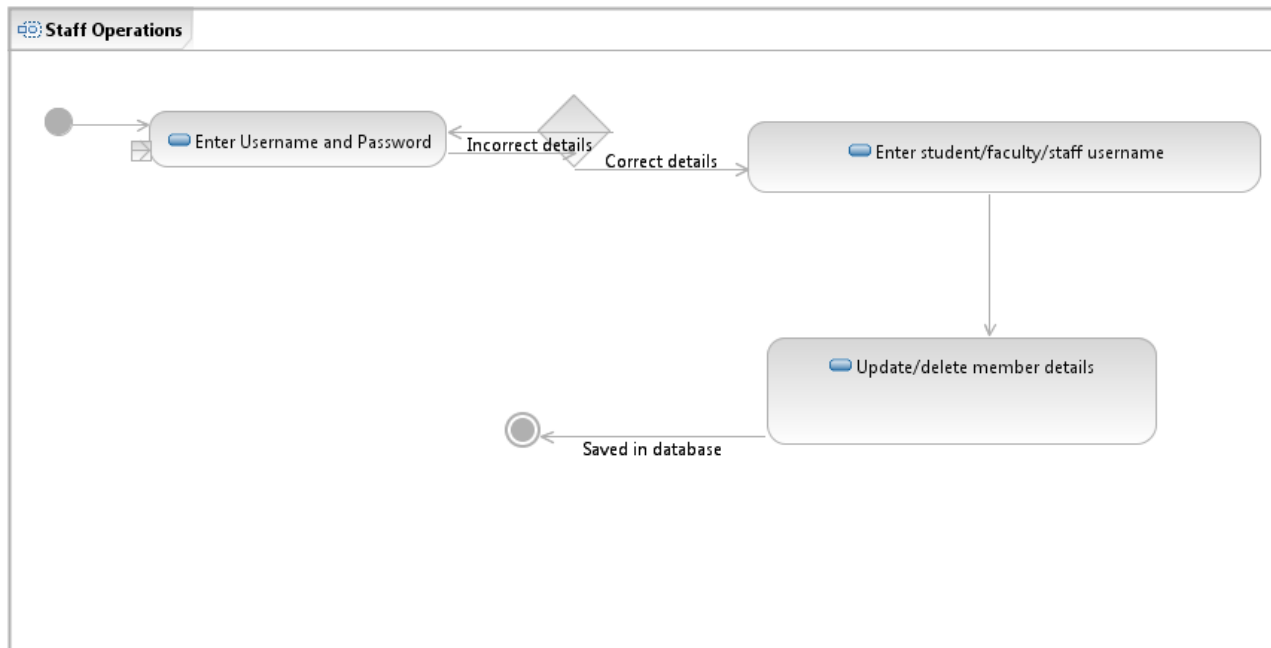 Staff Operations
Enter Username and Password
Incorrect details
Correct details
Enter student/faculty/staff username
Update/delete member details
Saved in database